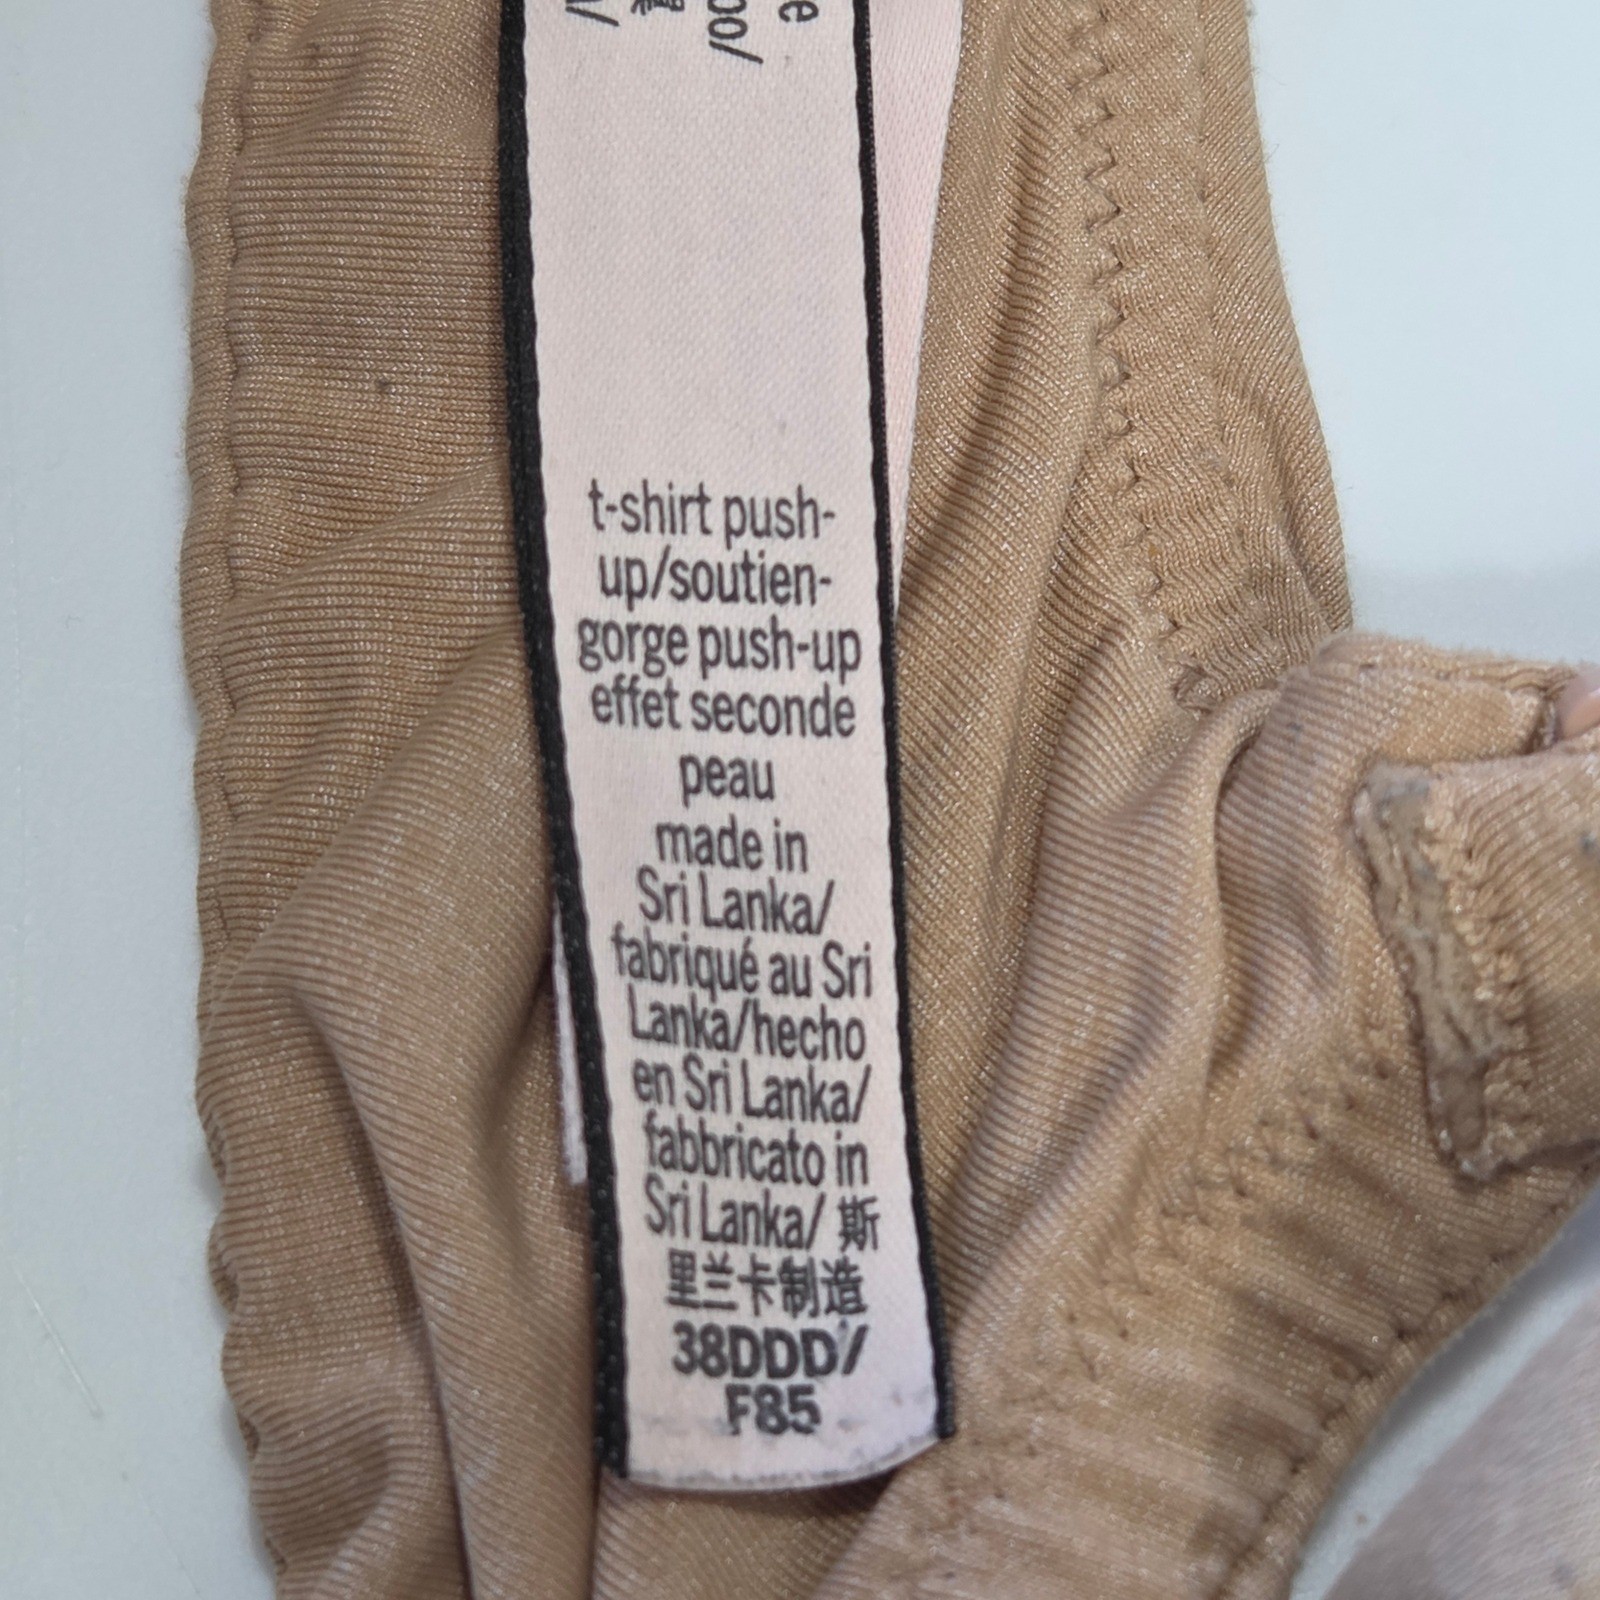 t-shirt push-
up/soutien-
gorge push-up
effet seconde
peau
made in
Sri Lanka/
fabriqué au Sri
Lanka/hecho
en Sri Lanka/
fabbricato in
Sri Lanka/ 斯
里兰卡制造
38DDD/
F85